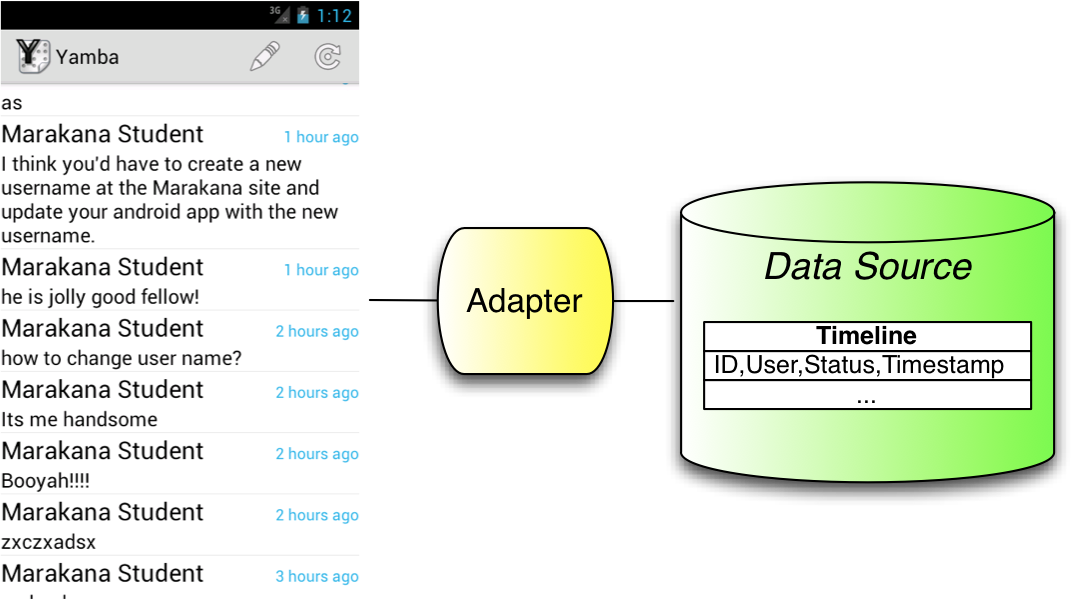 3G 1:12
Yamba
as
Marakana Student 1 hour ago
I think you'd have to create a new
username at the Marakana site and
update your android app with the new
username.
Marakana Student 1 hour ago
he is jolly good fellow!
Marakana Student 2 hours ago
how to change user name?
Marakana Student 2 hours ago
Its me handsome
Marakana Student 2 hours ago
Booyah!!!!
Marakana Student 2 hours ago
zxczxadsx
Marakana Student 3 hours ago
Adapter
Data Source
Timeline
ID,User,Status,Timestamp
...